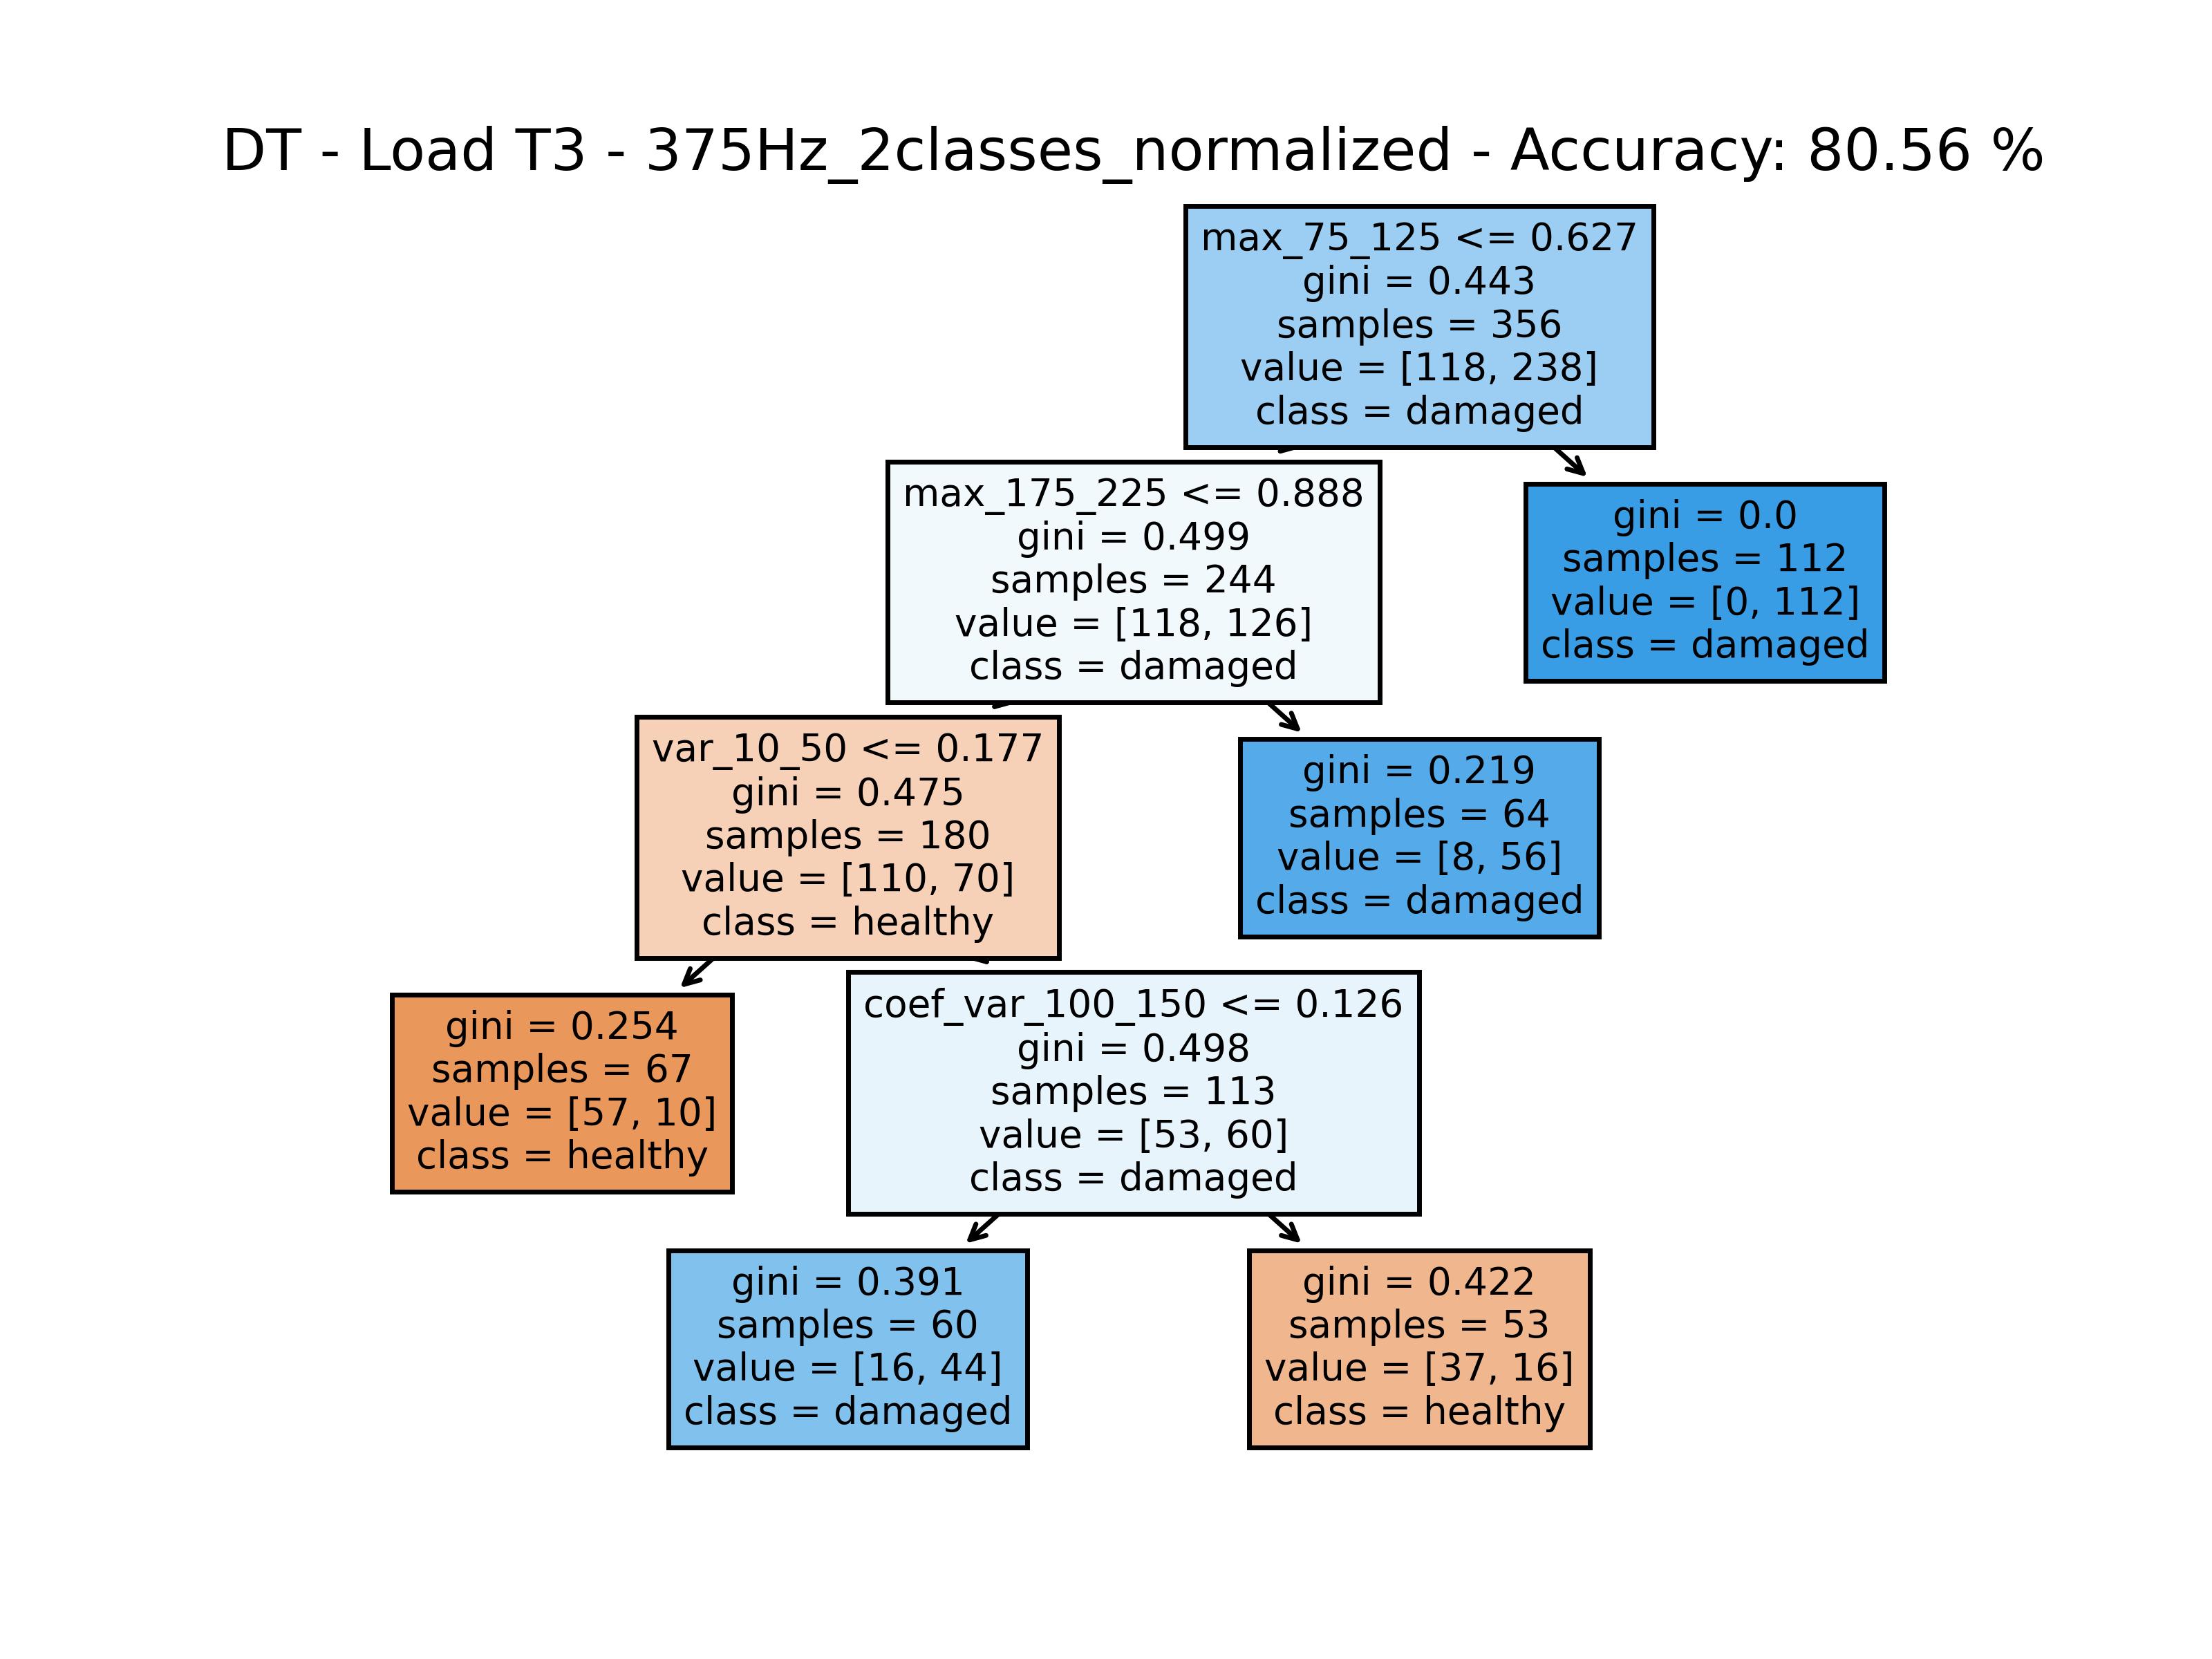 DT - Load T3 - 375Hz_2classes_normalized - Accuracy: 80.56 %
max_75_125 <= 0.627
gini = 0.443
samples = 356
value = [118, 238]
class = damaged
max_175_225 <= 0.888
gini = 0.499
samples = 244
value = [118, 126]
class = damaged
gini = 0.0
samples = 112
value = [0, 112]
class = damaged
var_10_50 <= 0.177
gini = 0.475
samples = 180
value = [110, 70]
class = healthy
gini = 0.219
samples = 64
value = [8, 56]
class = damaged
gini = 0.254
samples = 67
value = [57, 10]
class = healthy
coef_var_100_150 <= 0.126
gini = 0.498
samples = 113
value = [53, 60]
class = damaged
gini = 0.391
samples = 60
value = [16, 44]
class = damaged
gini = 0.422
samples = 53
value = [37, 16]
class = healthy